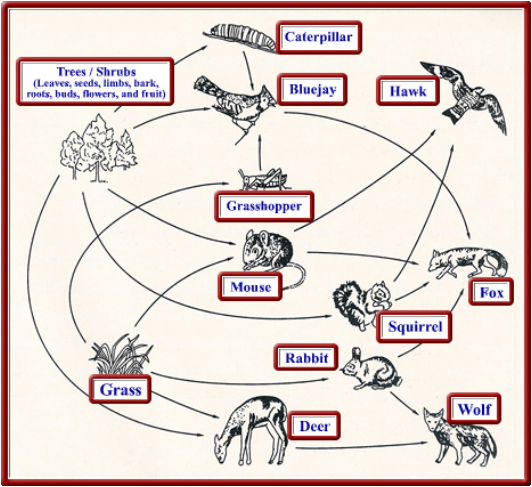 Caterpillar
Trees / Shrubs
(Leaves, seeds, limbs, bark,
roots, buds, flowers, and fruit)
Bluejay
Hawk
Grasshopper
Mouse
Fox
Squirrel
Rabbit
Grass
Wolf
Deer